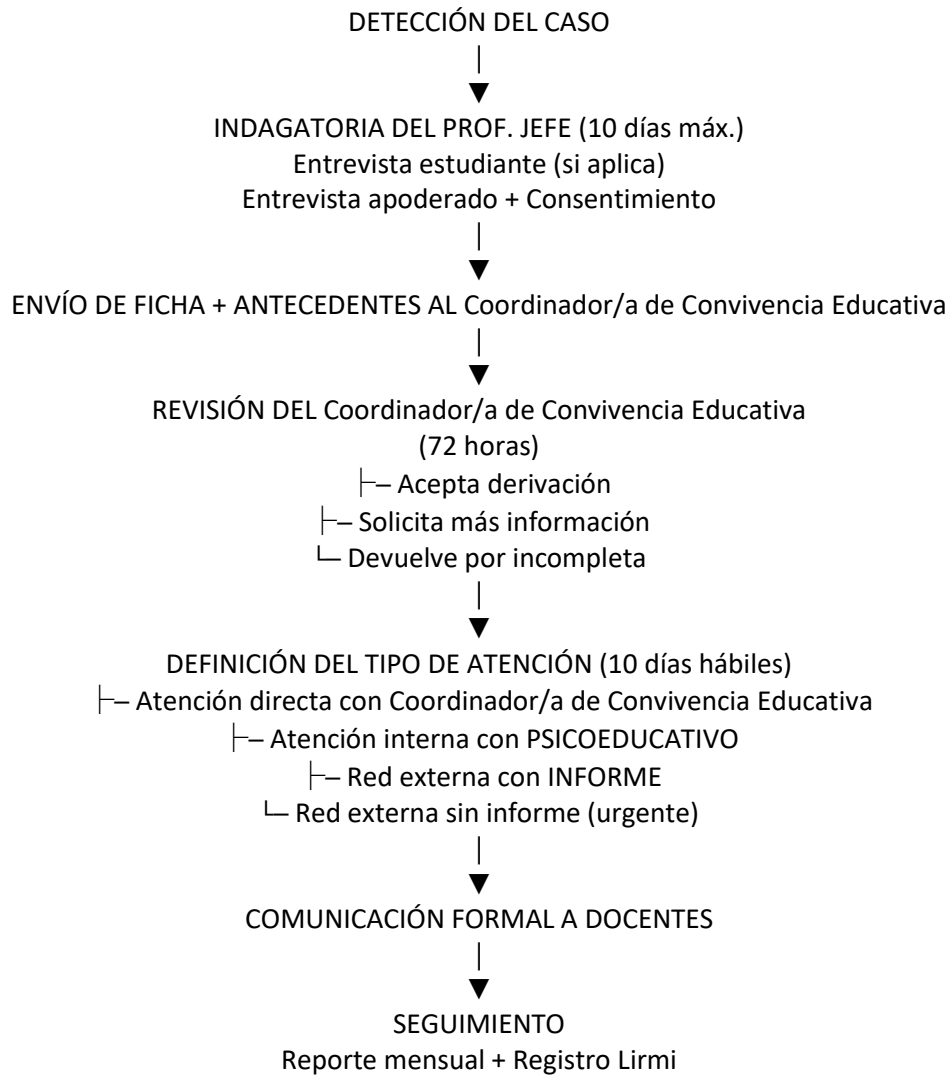 DETECCIÓN DEL CASO
│
▼
INDAGATORIA DEL PROF. JEFE (10 días máx.)
Entrevista estudiante (si aplica)
Entrevista apoderado + Consentimiento
│
▼
ENVÍO DE FICHA + ANTECEDENTES AL Coordinador/a de Convivencia Educativa
│
▼
REVISIÓN DEL Coordinador/a de Convivencia Educativa
(72 horas)
├─ Acepta derivación
├─ Solicita más información
└─ Devuelve por incompleta
│
▼
DEFINICIÓN DEL TIPO DE ATENCIÓN (10 días hábiles)
├─ Atención directa con Coordinador/a de Convivencia Educativa
├─ Atención interna con PSICOEDUCATIVO
├─ Red externa con INFORME
└─ Red externa sin informe (urgente)
│
▼
COMUNICACIÓN FORMAL A DOCENTES
│
▼
SEGUIMIENTO
Reporte mensual + Registro Lirmi